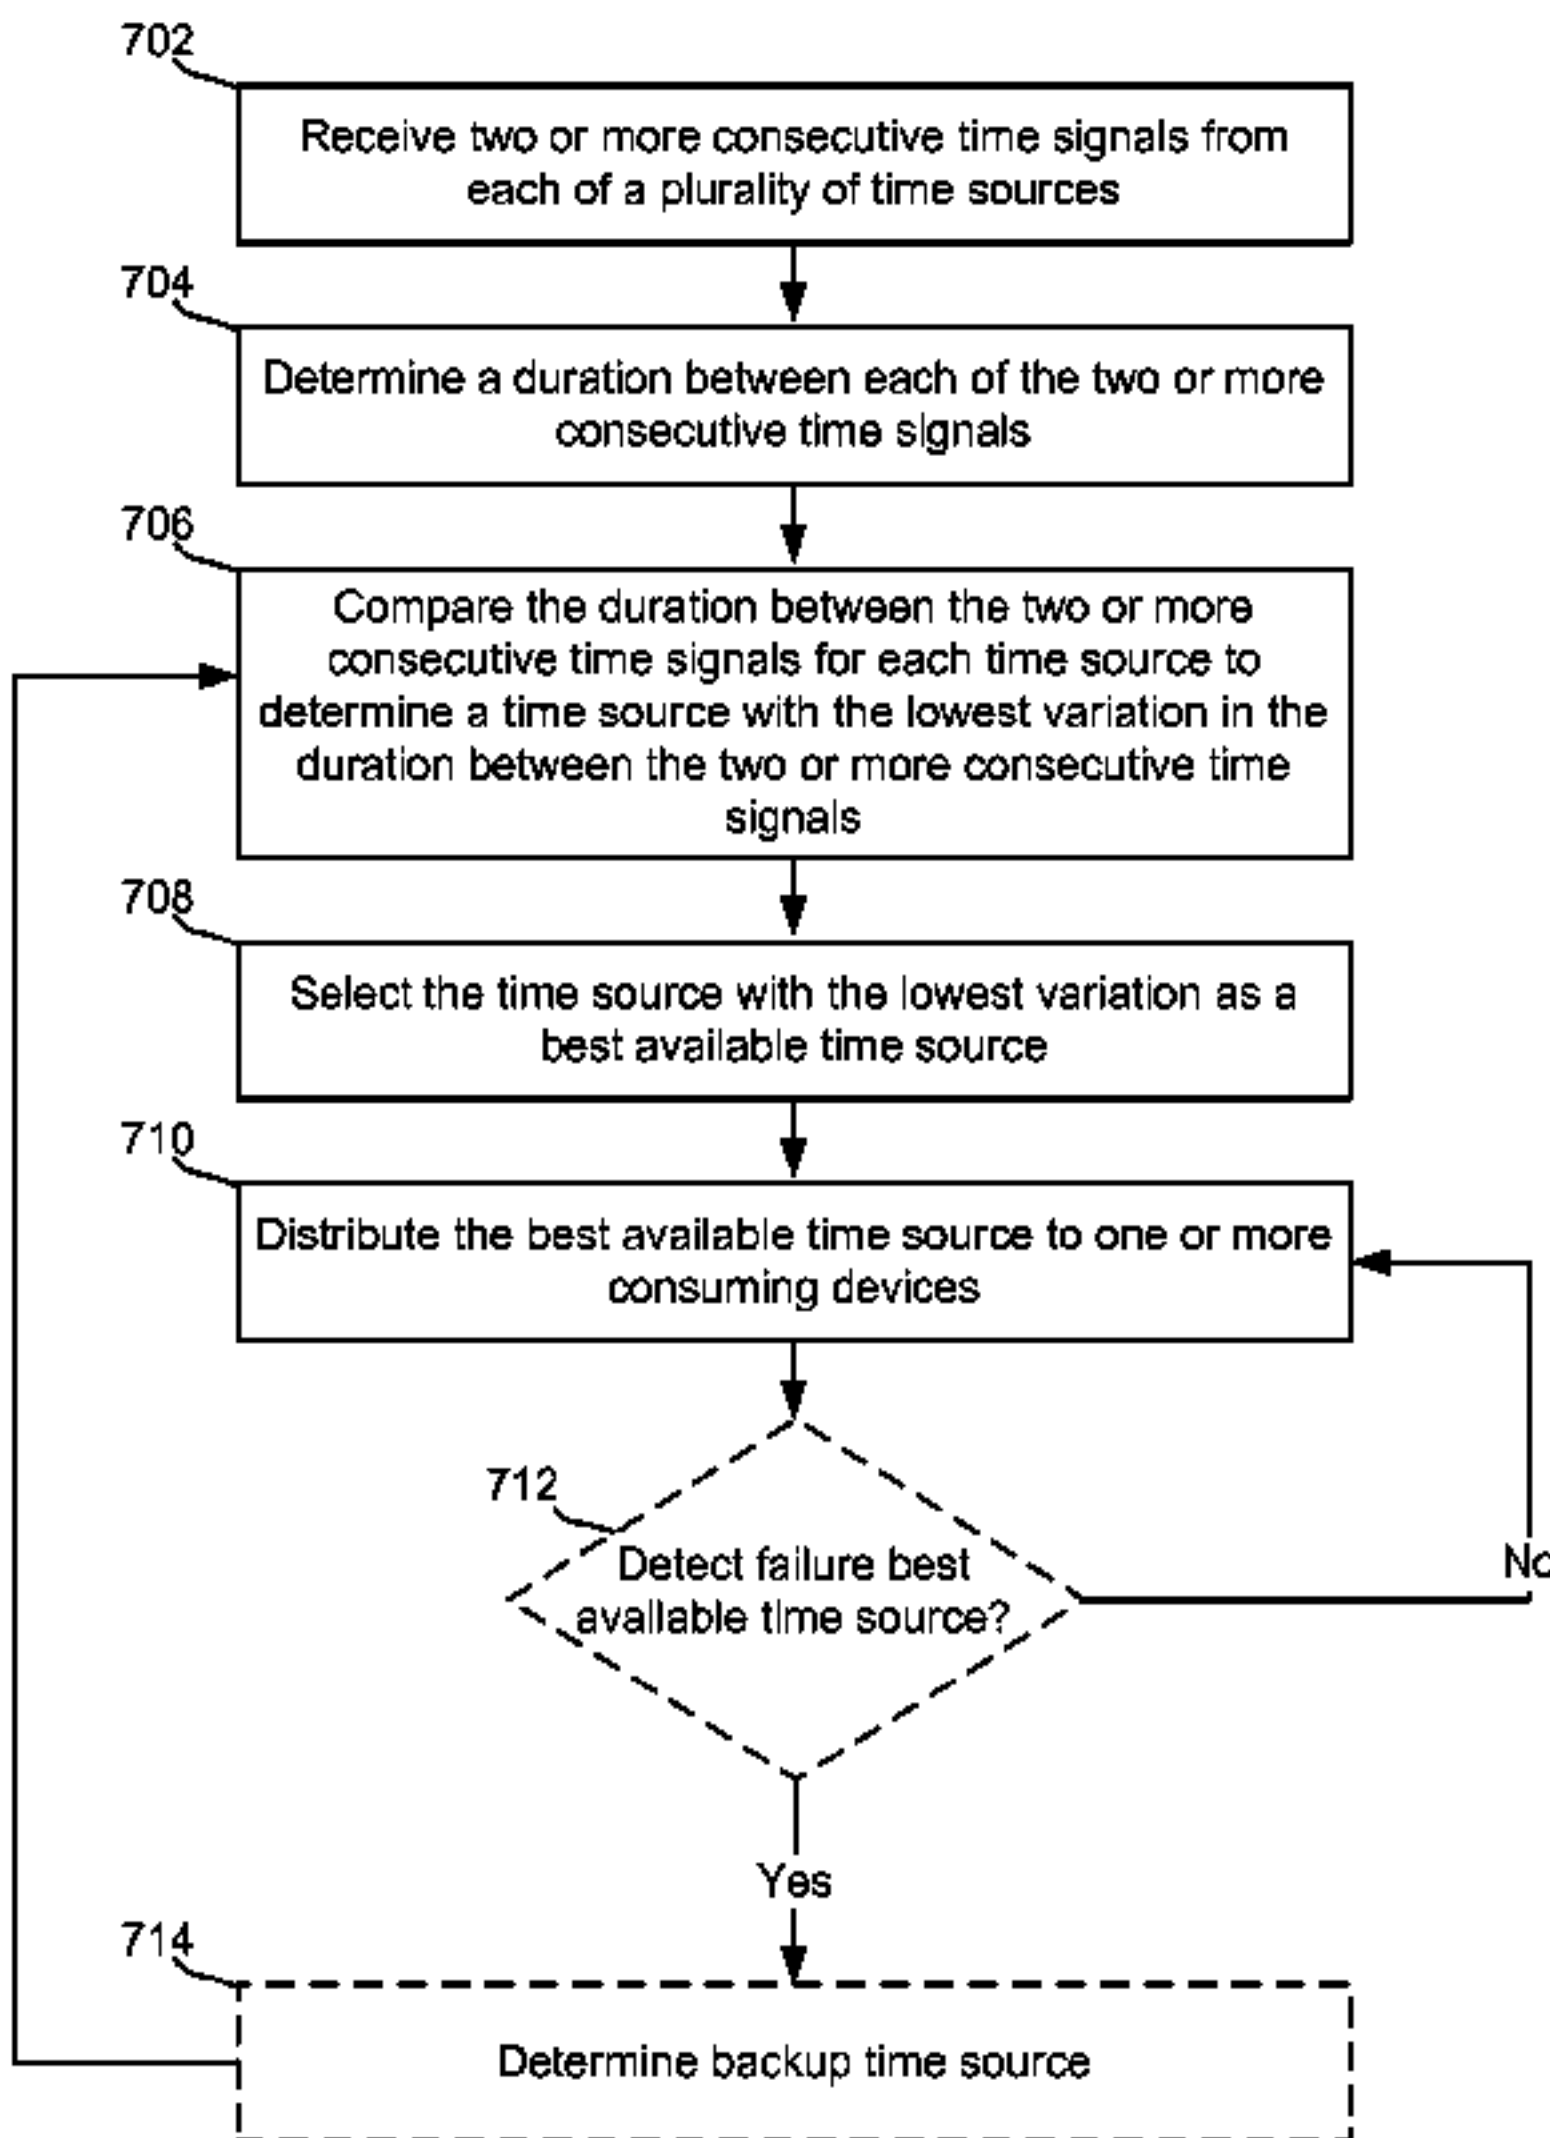 702
Receive two or more consecutive time signals from
each of a plurality of time sources
704
Determine a duration between each of the two or more
consecutive time signals
706
Compare the duration between the two or more
consecutive time signals for each time source to
determine a time source with the lowest variation in the
duration between the two or more consecutive time
signals
708
Select the time source with the lowest variation as a
best available time source
710
Distribute the best available time source to one or more
consuming devices
712
Detect failure best
available time source?
No
Yes
714
Determine backup time source